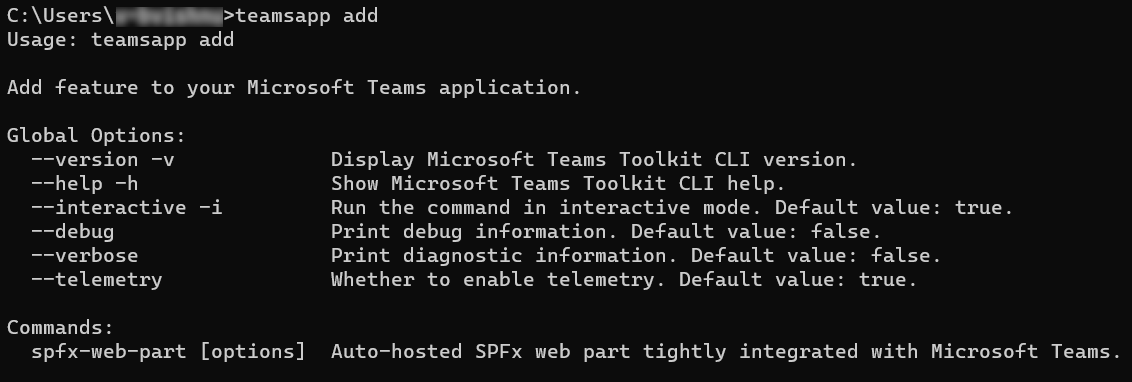 C:\Users\ >teamsapp add
Usage: teamsapp add
Add feature to your Microsoft Teams application.
Global Options:
--version -v Display Microsoft Teams Toolkit CLI version.
--help -h Show Microsoft Teams Toolkit CLI help.
--interactive -i Run the command in interactive mode. Default value: true.
--debug Print debug information. Default value: false.
--verbose Print diagnostic information. Default value: false.
--telemetry Whether to enable telemetry. Default value: true.
Commands:
spfx-web-part [options] Auto-hosted SPFx web part tightly integrated with Microsoft Teams.